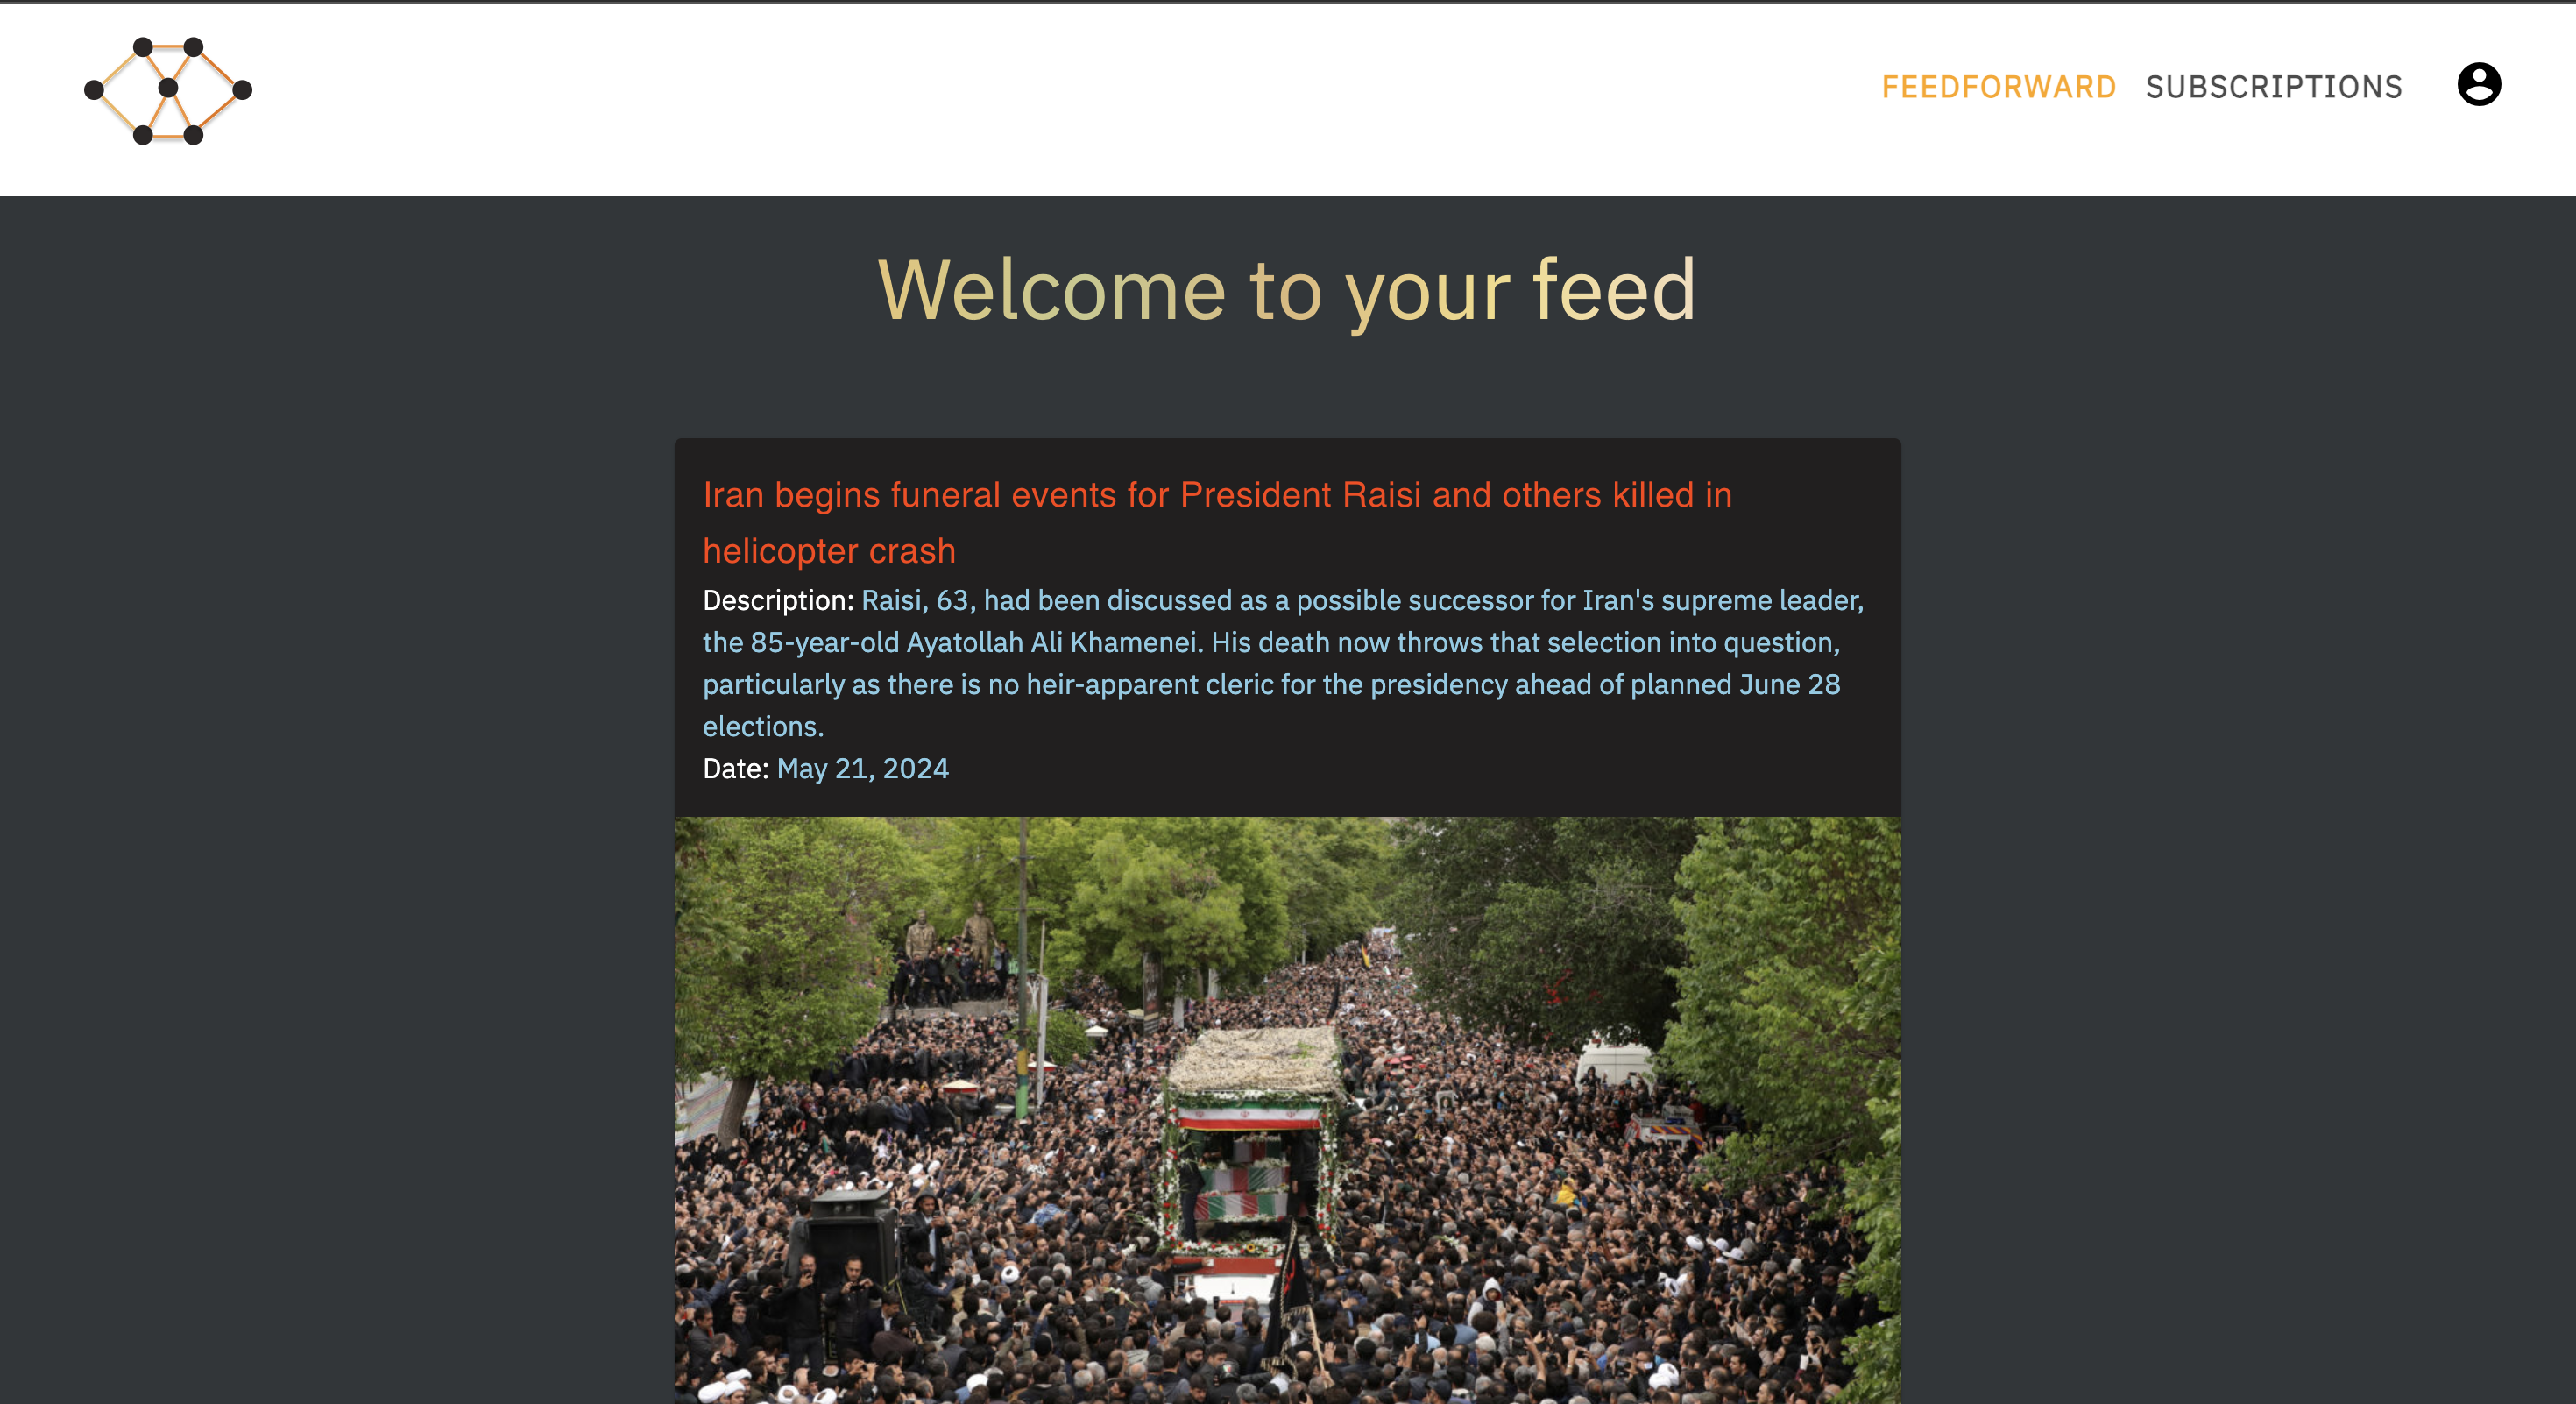 FEEDFORWARD SUBSCRIPTIONS
Welcome to your feed
Iran begins funeral events for President Raisi and others killed in
helicopter crash
Description: Raisi, 63, had been discussed as a possible successor for Iran's supreme leader,
the 85-year-old Ayatollah Ali Khamenei. His death now throws that selection into question,
particularly as there is no heir-apparent cleric for the presidency ahead of planned June 28
elections.
Date: May 21, 2024